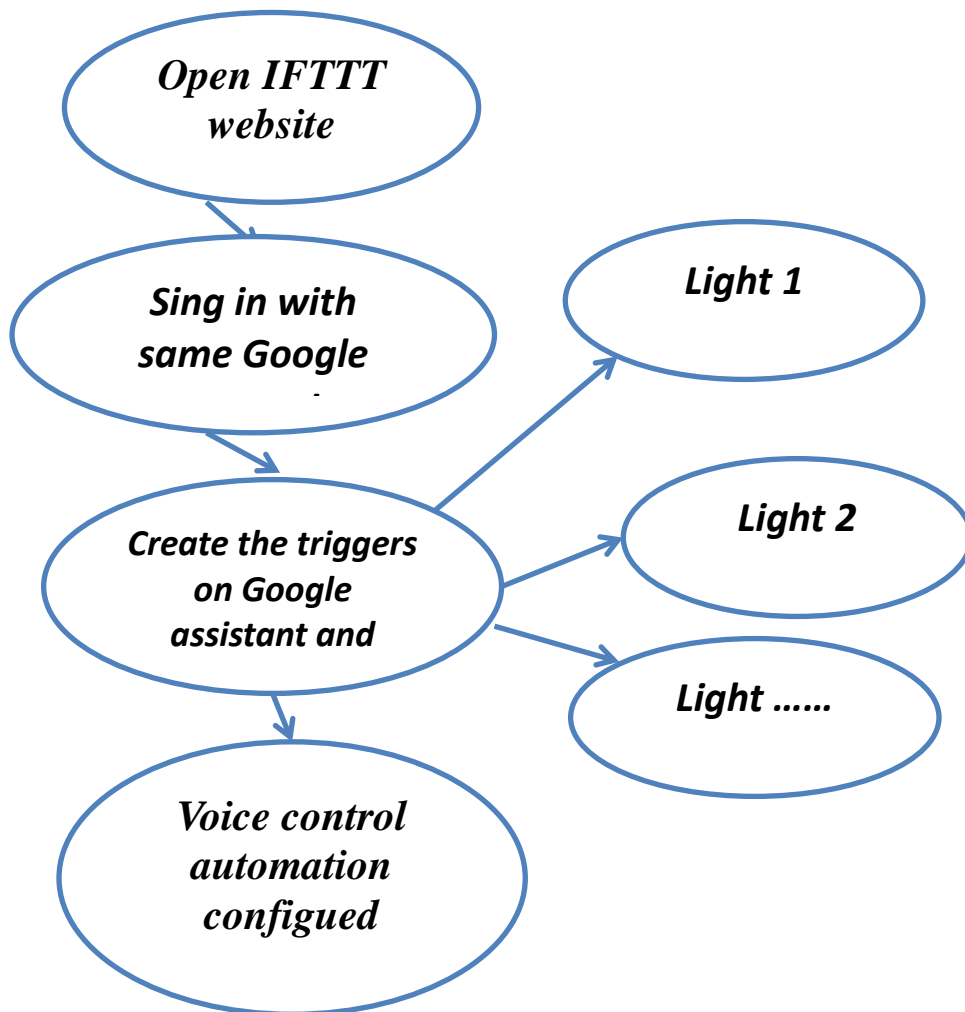 Open IFTTT
website
Sing in with
same Google
Create the triggers
on Google
assistant and
Voice control
automation
configued
Light 1
Light 2
Light ......